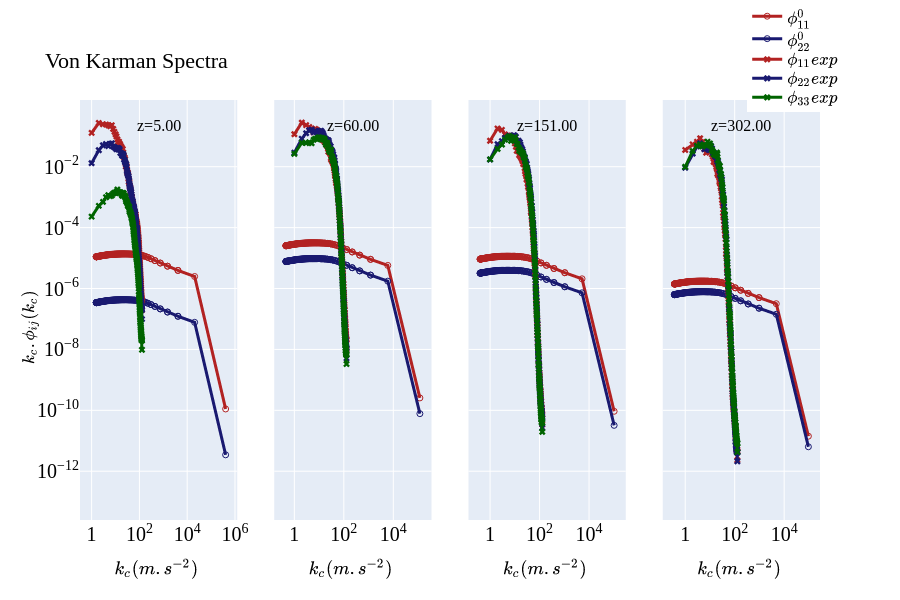 ϕ⁰₁₁
ϕ⁰₂₂
ϕ₁₁exp
ϕ₂₂exp
ϕ₃₃exp
Von Karman Spectra
z=5.00 z=60.00 z=151.00 z=302.00
10⁻²
10⁻⁴
10⁻⁶
10⁻⁸
10⁻¹⁰
10⁻¹²
k_c.ϕ_ij(k_c)
1 10² 10⁴ 10⁶ 1 10² 10⁴ 1 10² 10⁴ 1 10² 10⁴
k_c(m.s⁻²) k_c(m.s⁻²) k_c(m.s⁻²) k_c(m.s⁻²)